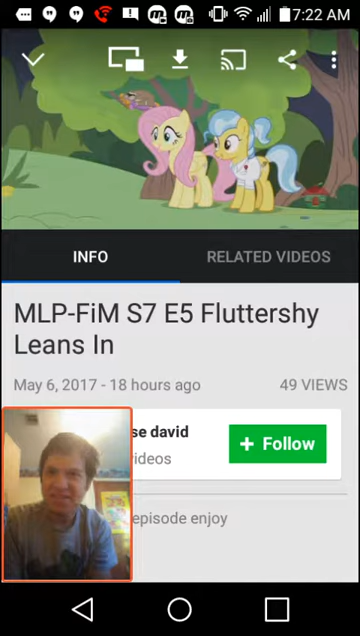 7:22 AM
INFO
RELATED VIDEOS
MLP-FiM S7 E5 Fluttershy
Leans In
May 6, 2017 - 18 hours ago
49 VIEWS
se david
+ Follow
ideos
episode enjoy